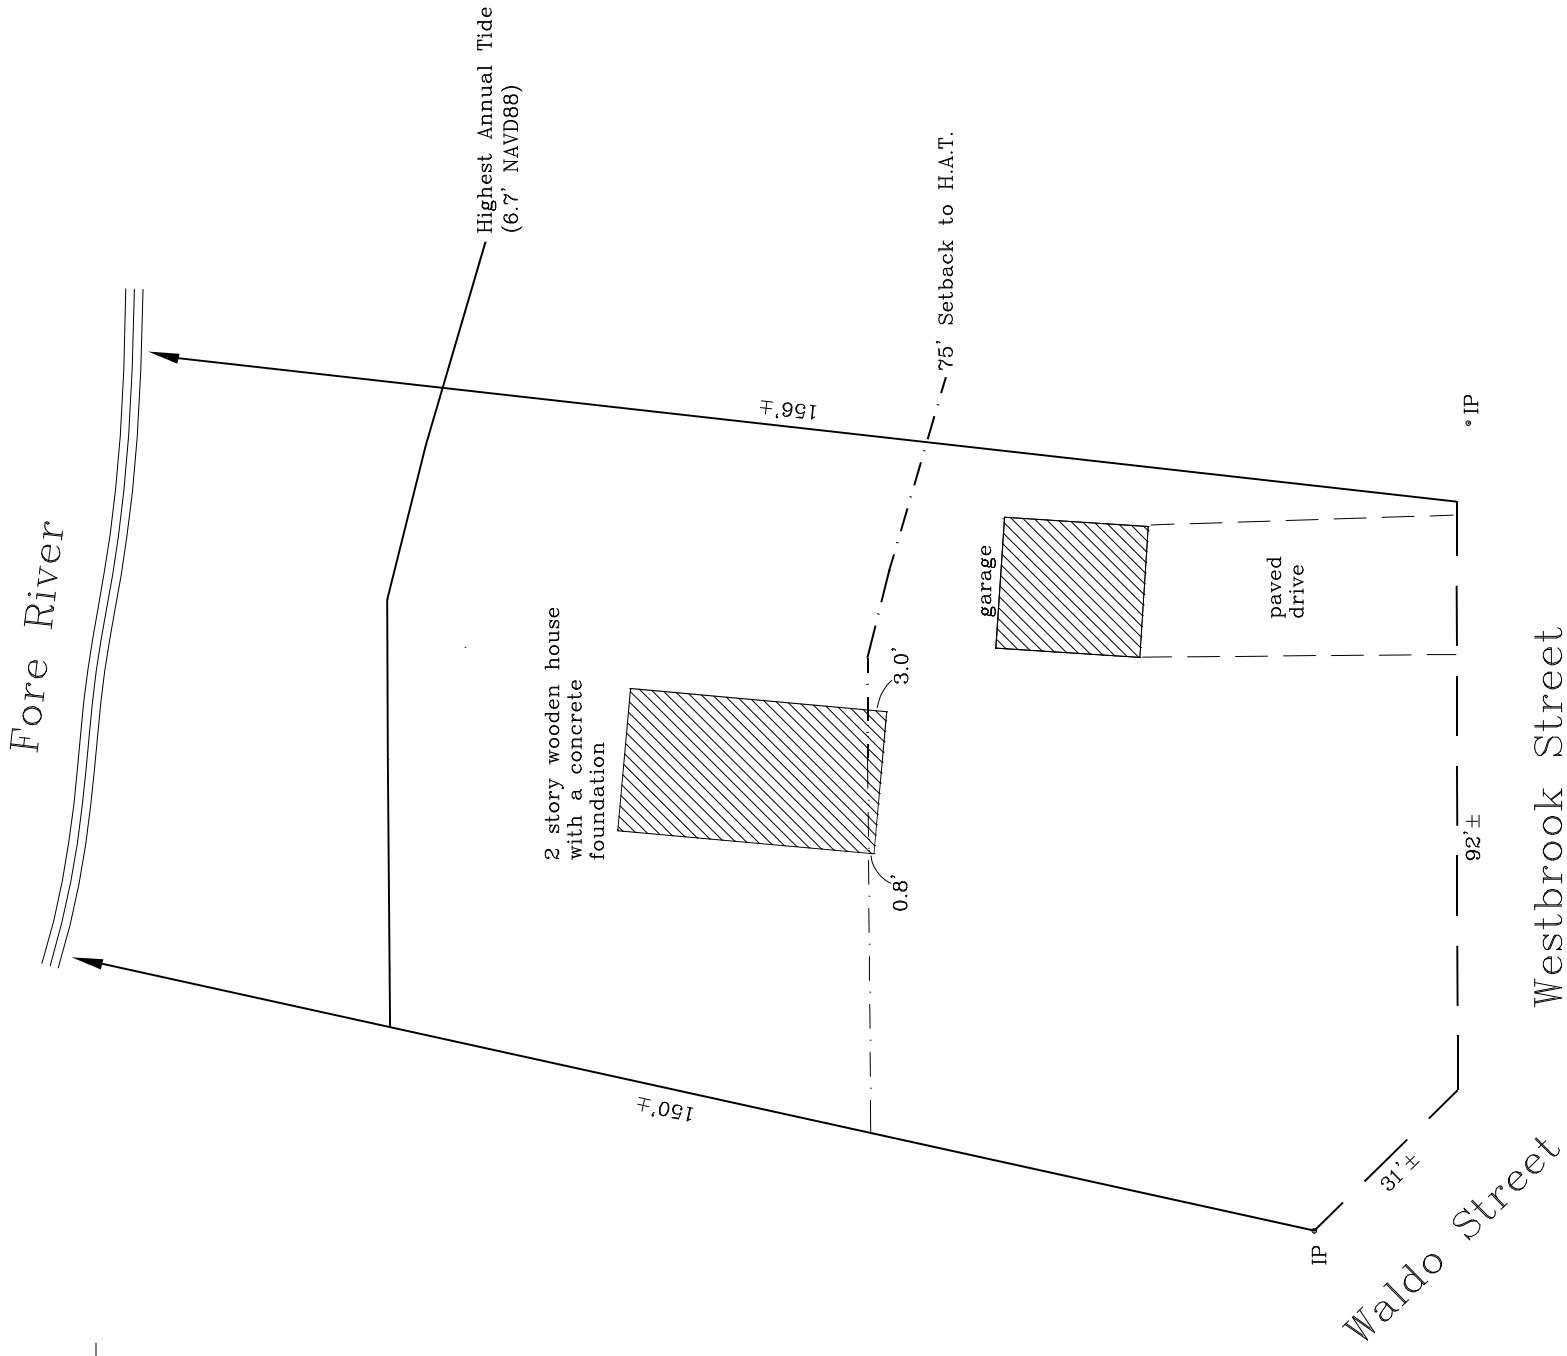 Fore River
Highest Annual Tide
(6.7' NAVD88)
75' Setback to H.A.T.
156'±
2 story wooden house
with a concrete
foundation
garage
paved
drive
3.0'
0.8'
150'±
IP
92'±
31'±
IP
Westbrook Street
Waldo Street